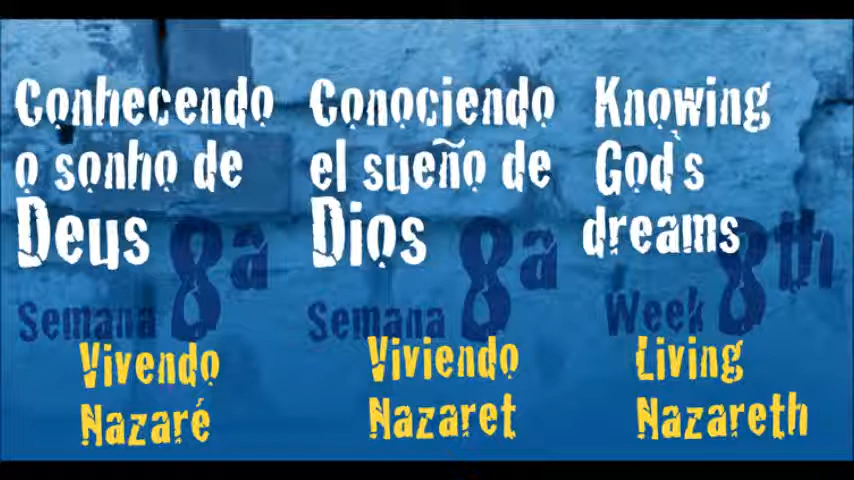 Conhecendo
o sonho de
Deus
Semana 8ª
Vivendo
Nazaré
Conociendo
el sueño de
Dios
Semana 8ª
Viviendo
Nazaret
Knowing
God's
dreams
Week 8th
Living
Nazareth